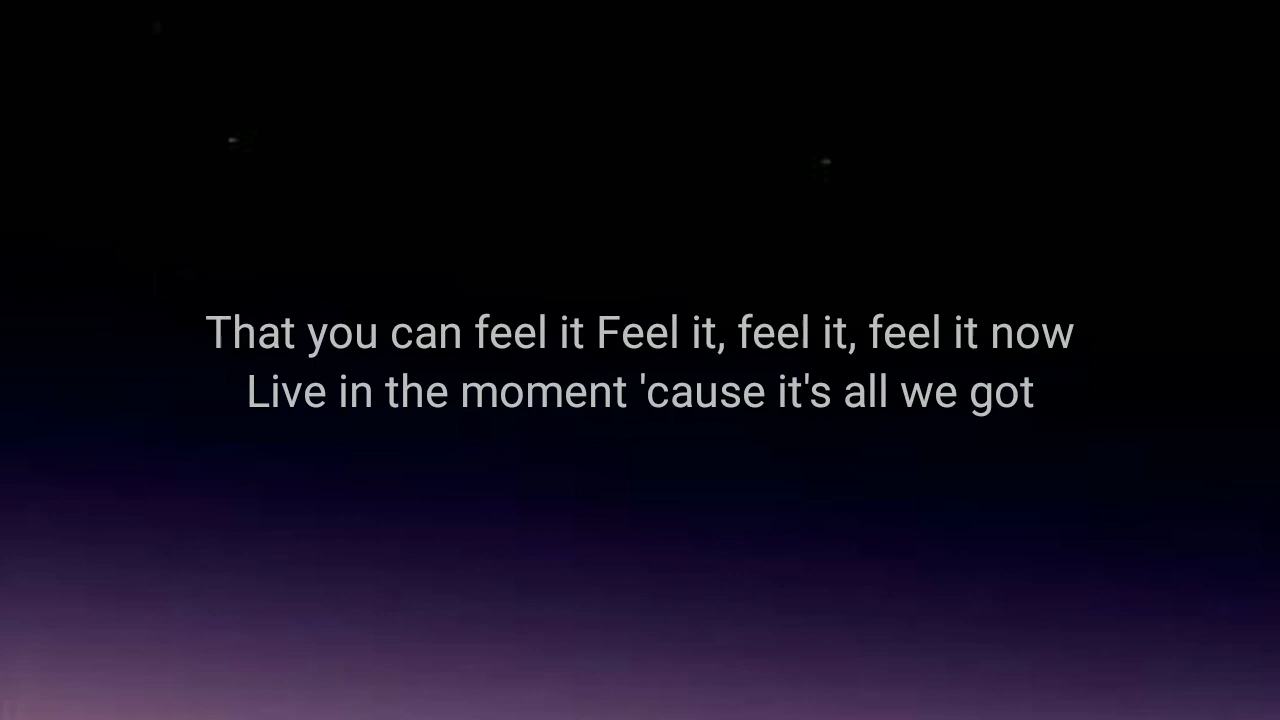 That you can feel it Feel it, feel it, feel it now
Live in the moment 'cause it's all we got